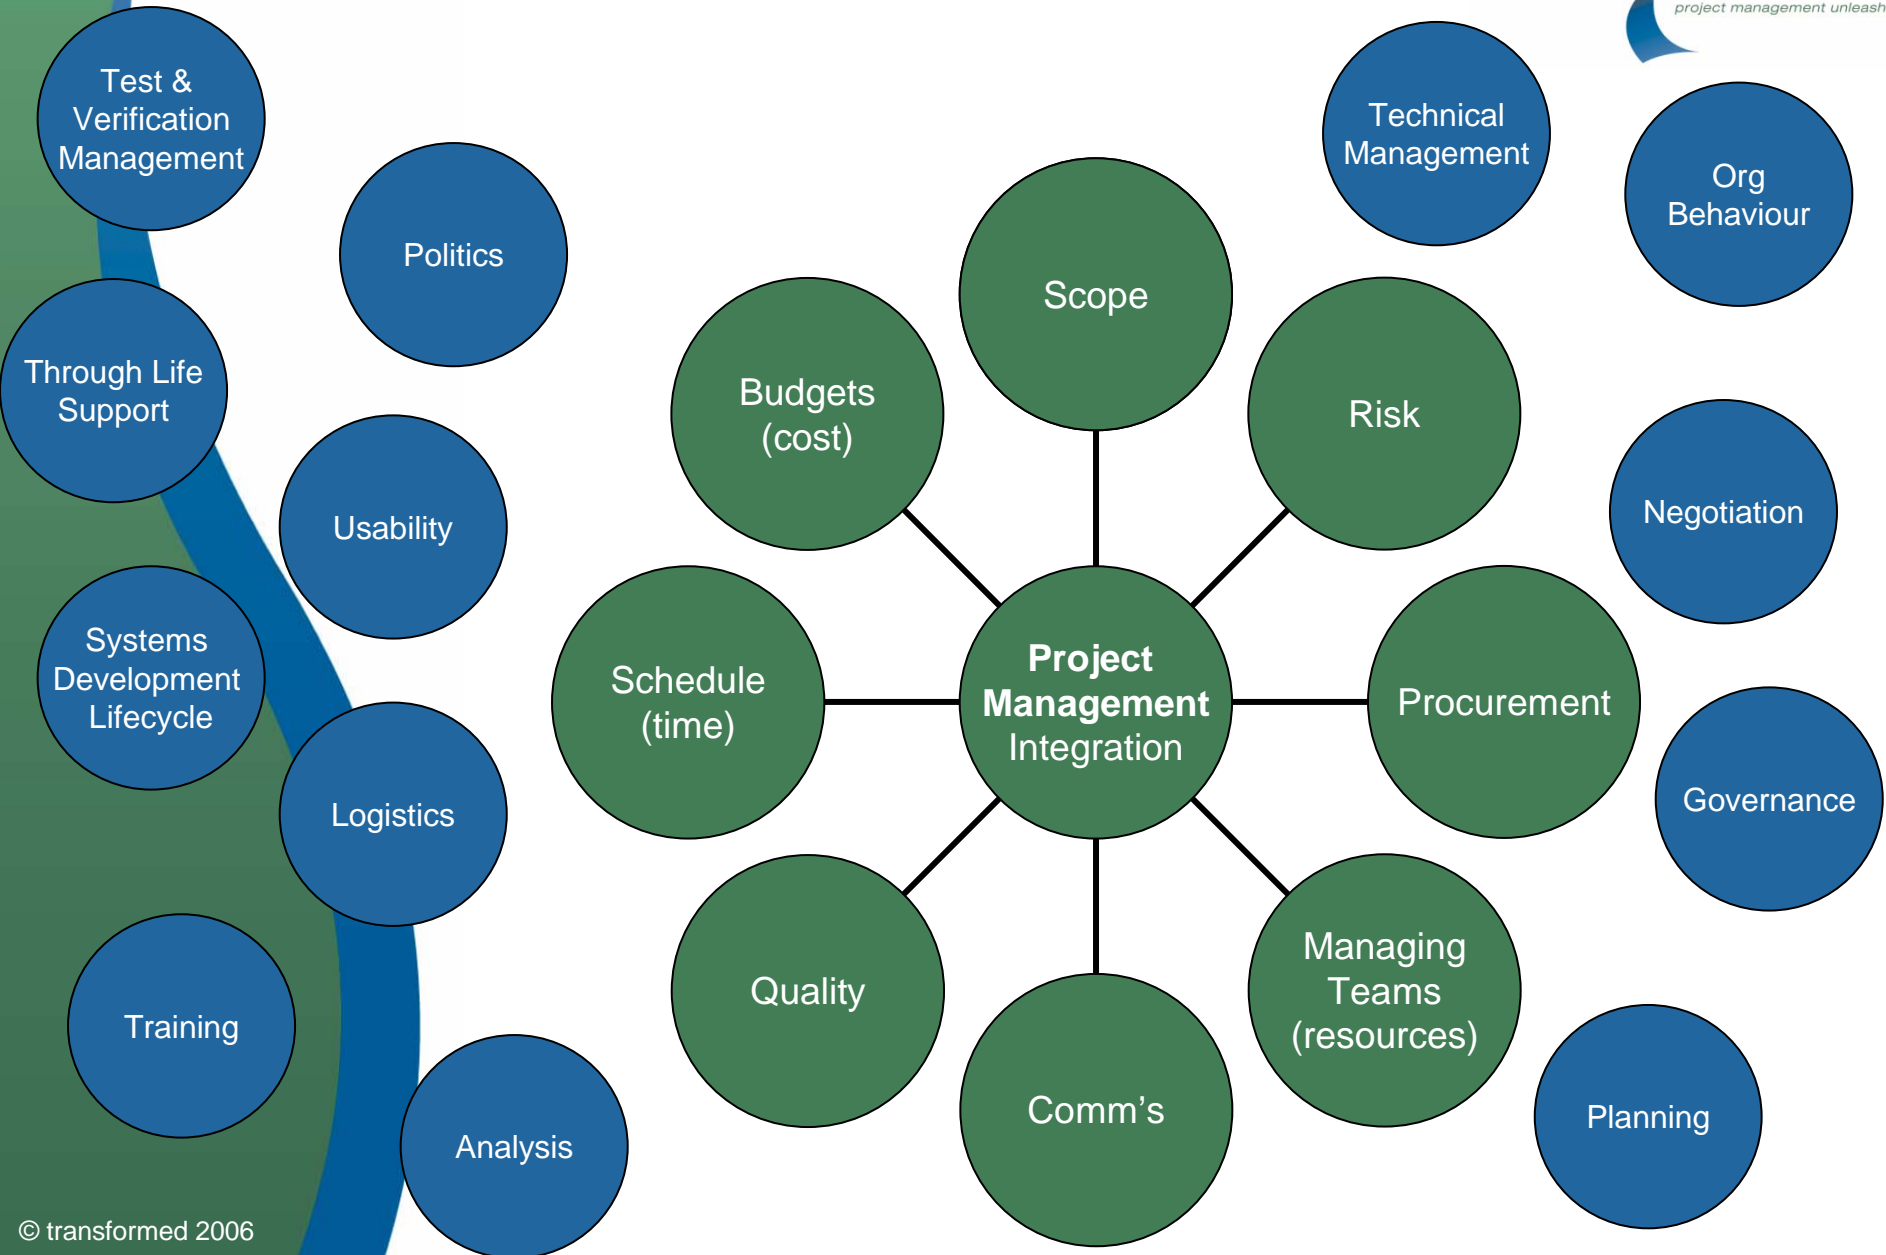 project management unleash
Test &
Verification
Management
Technical
Management
Org
Behaviour
Politics
Scope
Through Life
Support
Budgets
(cost)
Risk
Usability
Negotiation
Systems
Development
Lifecycle
Schedule
(time)
Project
Management
Integration
Procurement
Logistics
Governance
Training
Quality
Managing
Teams
(resources)
Analysis
Comm’s
Planning
© transformed 2006